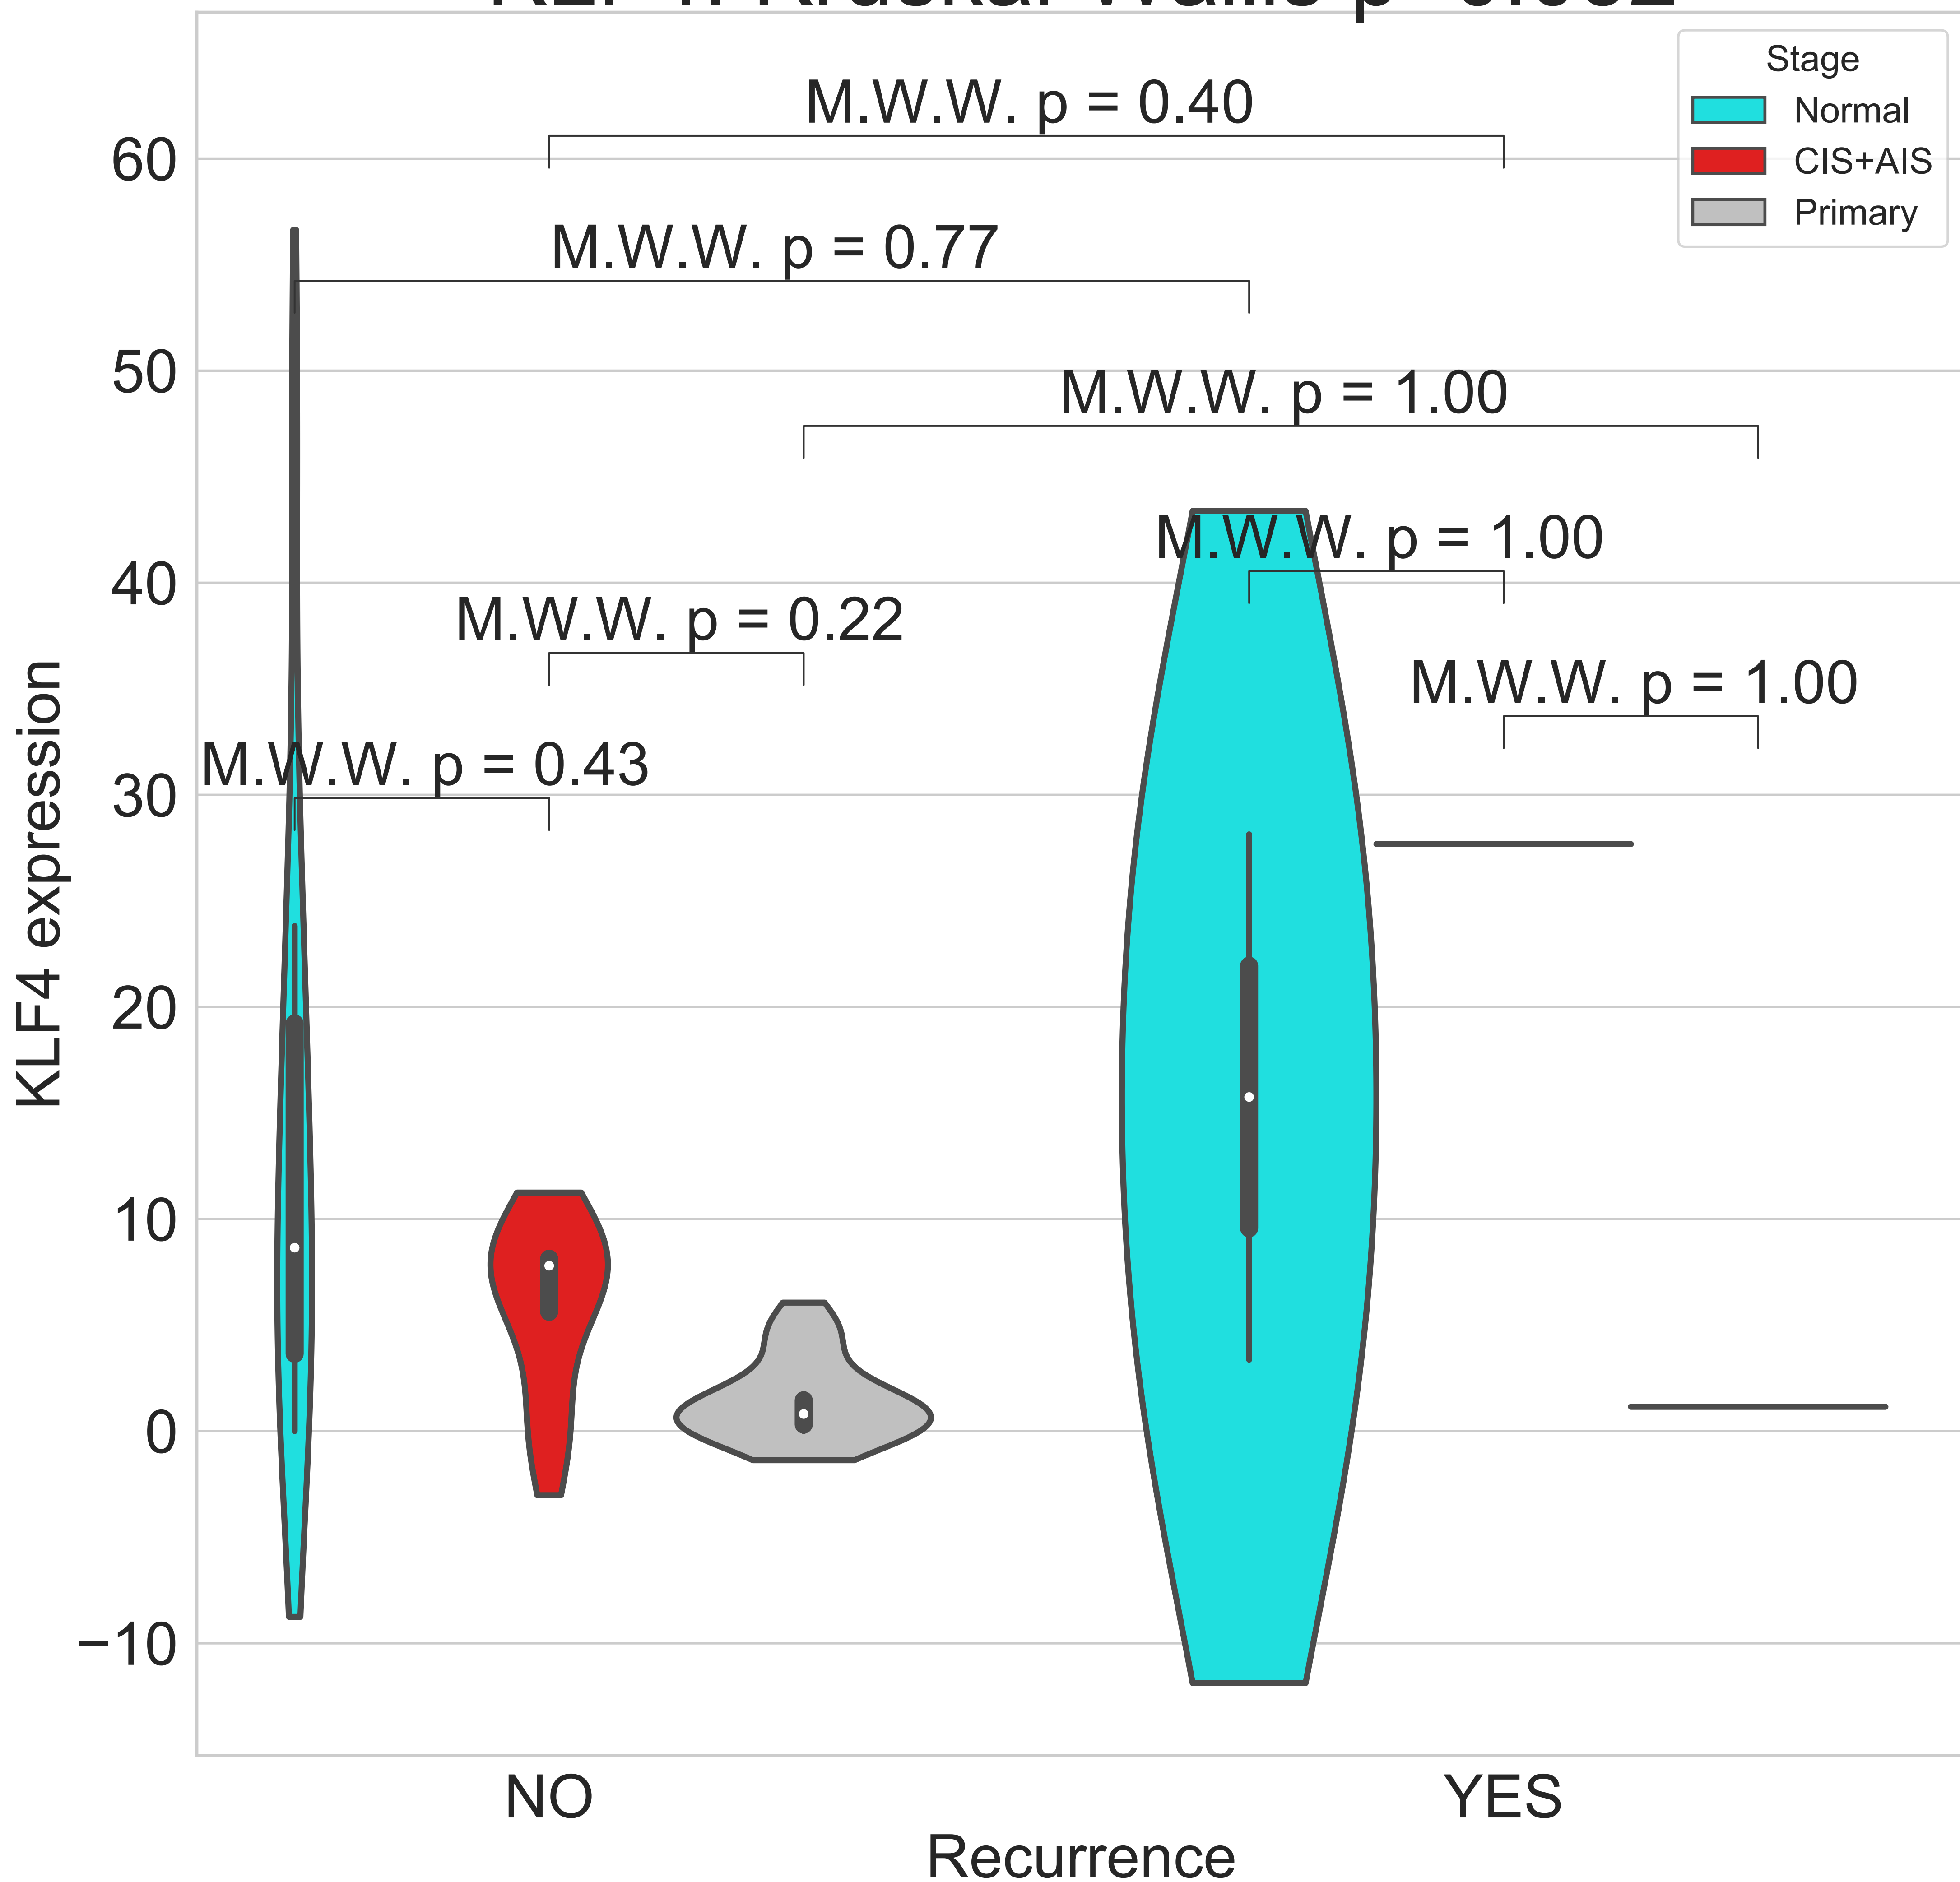 Stage
Normal
CIS+AIS
Primary
M.W.W. p = 0.40
M.W.W. p = 0.77
M.W.W. p = 1.00
M.W.W. p = 1.00
M.W.W. p = 0.22
M.W.W. p = 1.00
M.W.W. p = 0.43
60
50
40
30
20
10
0
−10
KLF4 expression
NO
YES
Recurrence